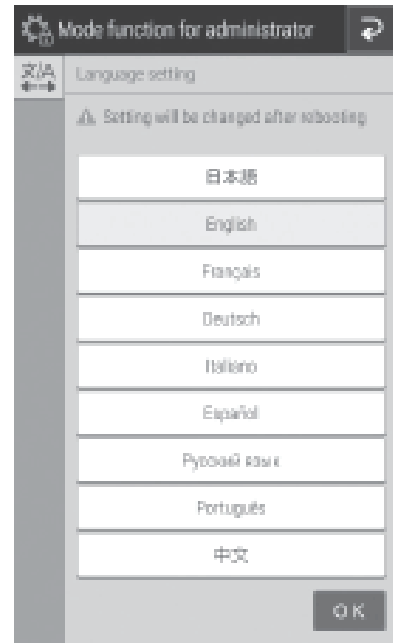 Mode function for administrator
文/A
Language setting
Setting will be changed after rebooting
日本語
English
Français
Deutsch
Italiano
Español
Русский язык
Português
中文
OK